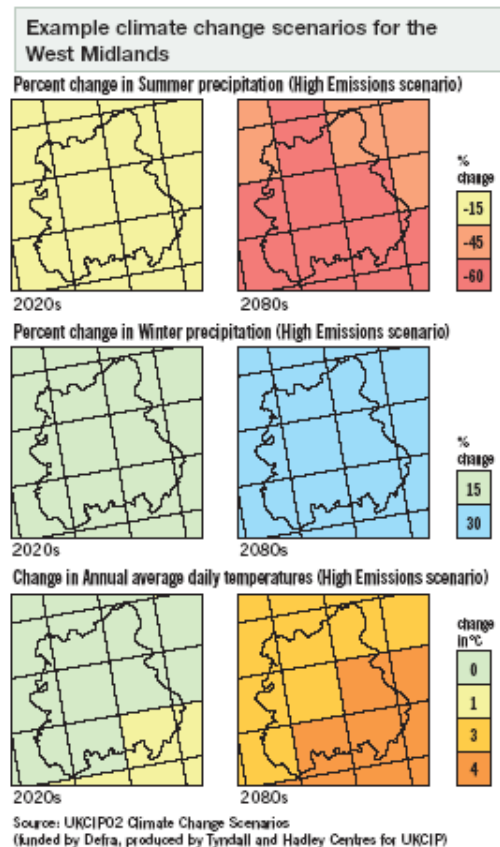 Example climate change scenarios for the
West Midlands
Percent change in Summer precipitation (High Emissions scenario)
%
change
-15
-45
-60
2020s
2080s
Percent change in Winter precipitation (High Emissions scenario)
%
change
15
30
2020s
2080s
Change in Annual average daily temperatures (High Emissions scenario)
change
in °C
0
1
3
4
2020s
2080s
Source: UKCIP02 Climate Change Scenarios
(funded by Defra, produced by Tyndall and Hadley Centres for UKCIP)